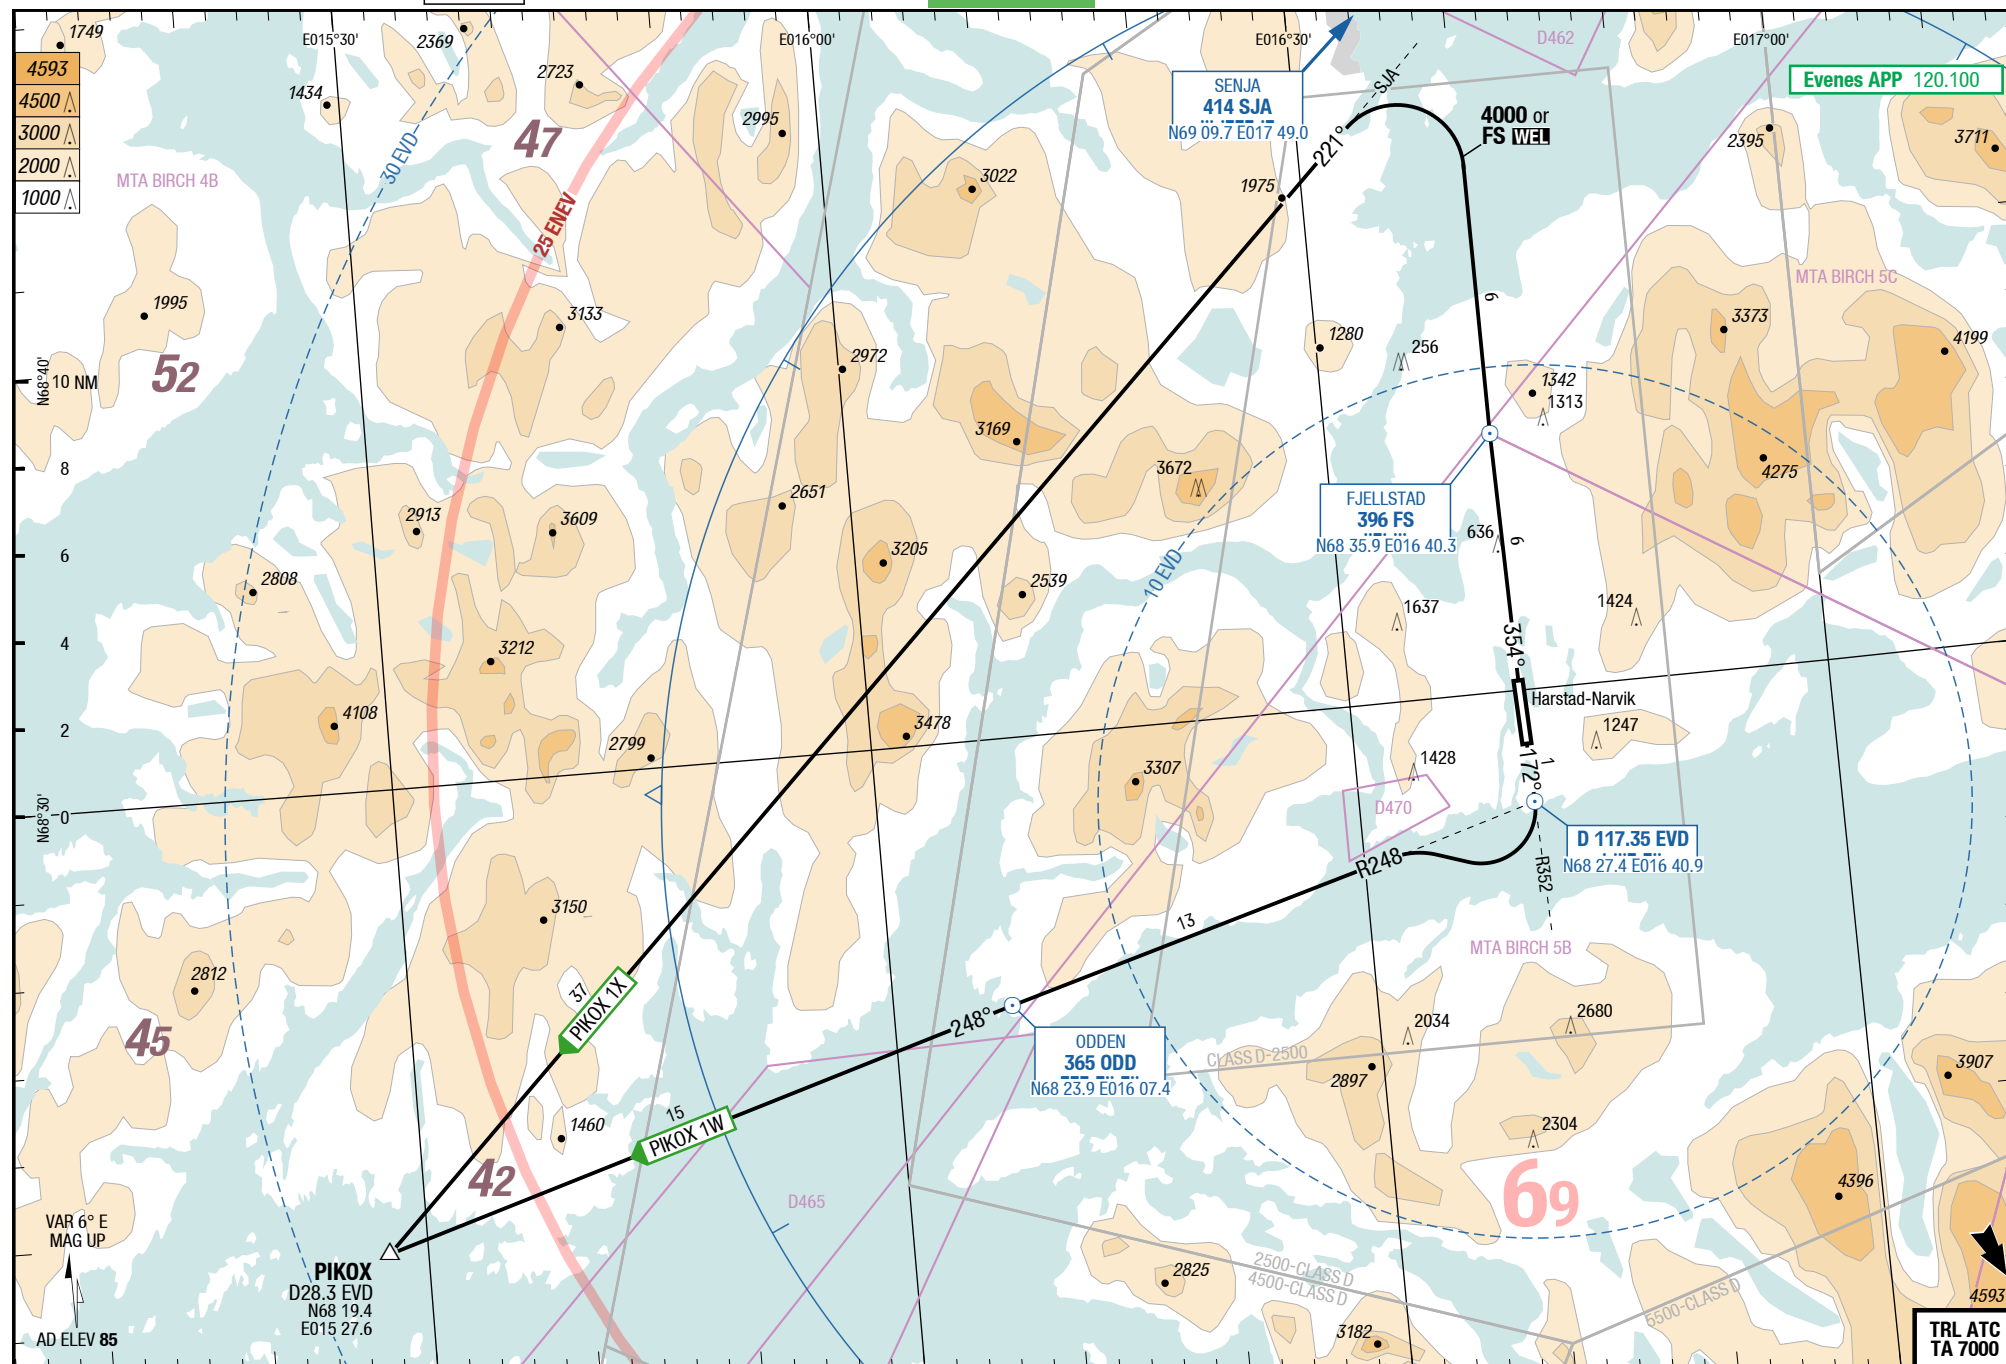 1749
2369
E015°30'
E016°00'
E016°30'
E017°00'
D462
4593
4500
3000
2000
1000
1434
2723
47
2995
30 EVD
MTA BIRCH 4B
25 ENEV
3022
SENJA
414 SJA
N69 09.7 E017 49.0
SJA
221°
1975
4000 or
FS WEL
Evenes APP 120.100
2395
3711
MTA BIRCH 5C
1995
52
3133
2972
6
1280
256
3373
4199
N68°40'
10 NM
1342
1313
3169
3672
4275
8
2651
2913
3609
FJELLSTAD
396 FS
N68 35.9 E016 40.3
636
6
6
3205
2808
2539
10 EVD
1637
1424
4
3212
354°
Harstad-Narvik
4108
3478
2
2799
1247
1428
3307
172°
1
D470
N68°30'
0
D 117.35 EVD
N68 27.4 E016 40.9
R248
R352
3150
13
MTA BIRCH 5B
2812
37
PIKOX 1X
248°
45
2034
2680
ODDEN
365 ODD
N68 23.9 E016 07.4
CLASS D-2500
2897
3907
15
PIKOX 1W
1460
2304
42
D465
69
4396
VAR 6° E
MAG UP
PIKOX
D28.3 EVD
N68 19.4
E015 27.6
AD ELEV 85
2825
2500-CLASS D
4500-CLASS D
5500-CLASS D
4593
3182
TRL ATC
TA 7000